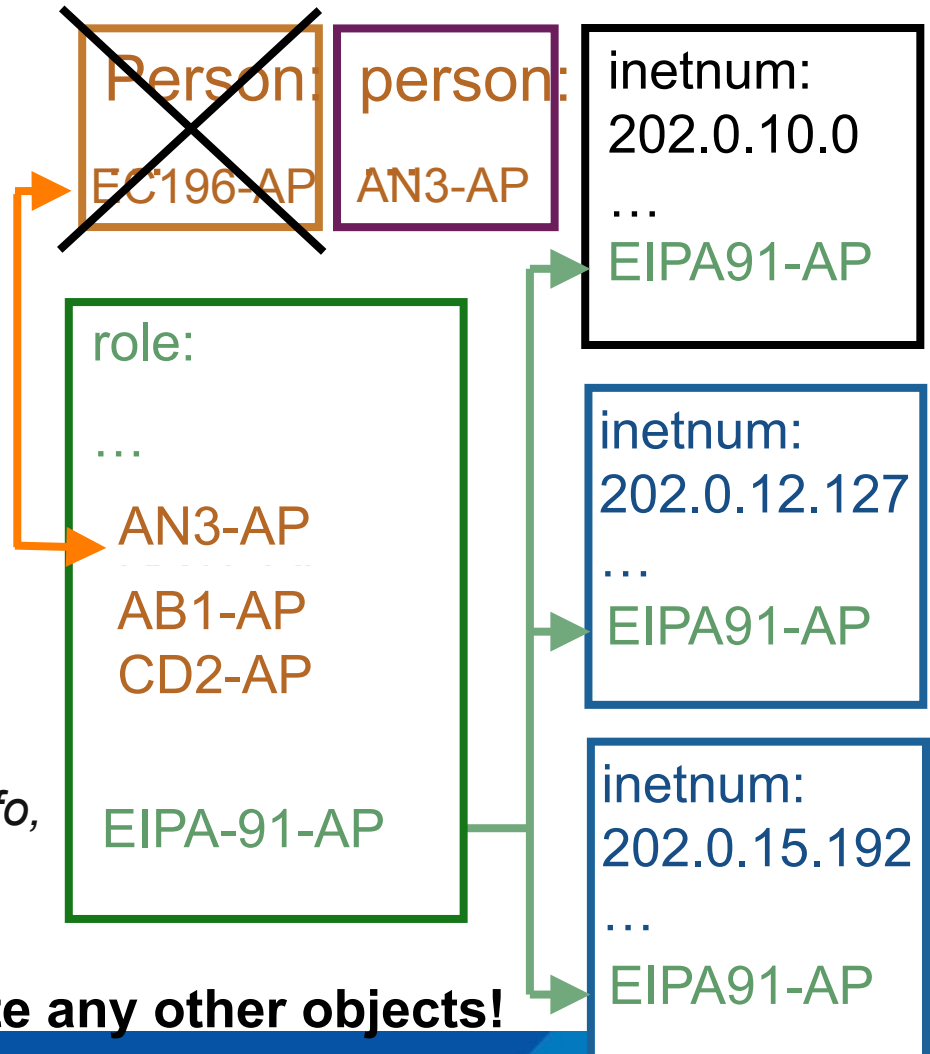 Person:
...
EC196-AP
person:
...
AN3-AP
inetnum:
202.0.10.0
…
EIPA91-AP
role:
…
AN3-AP
AB1-AP
CD2-AP
EIPA-91-AP
inetnum:
202.0.12.127
…
EIPA91-AP
inetnum:
202.0.15.192
…
EIPA91-AP
any other objects!